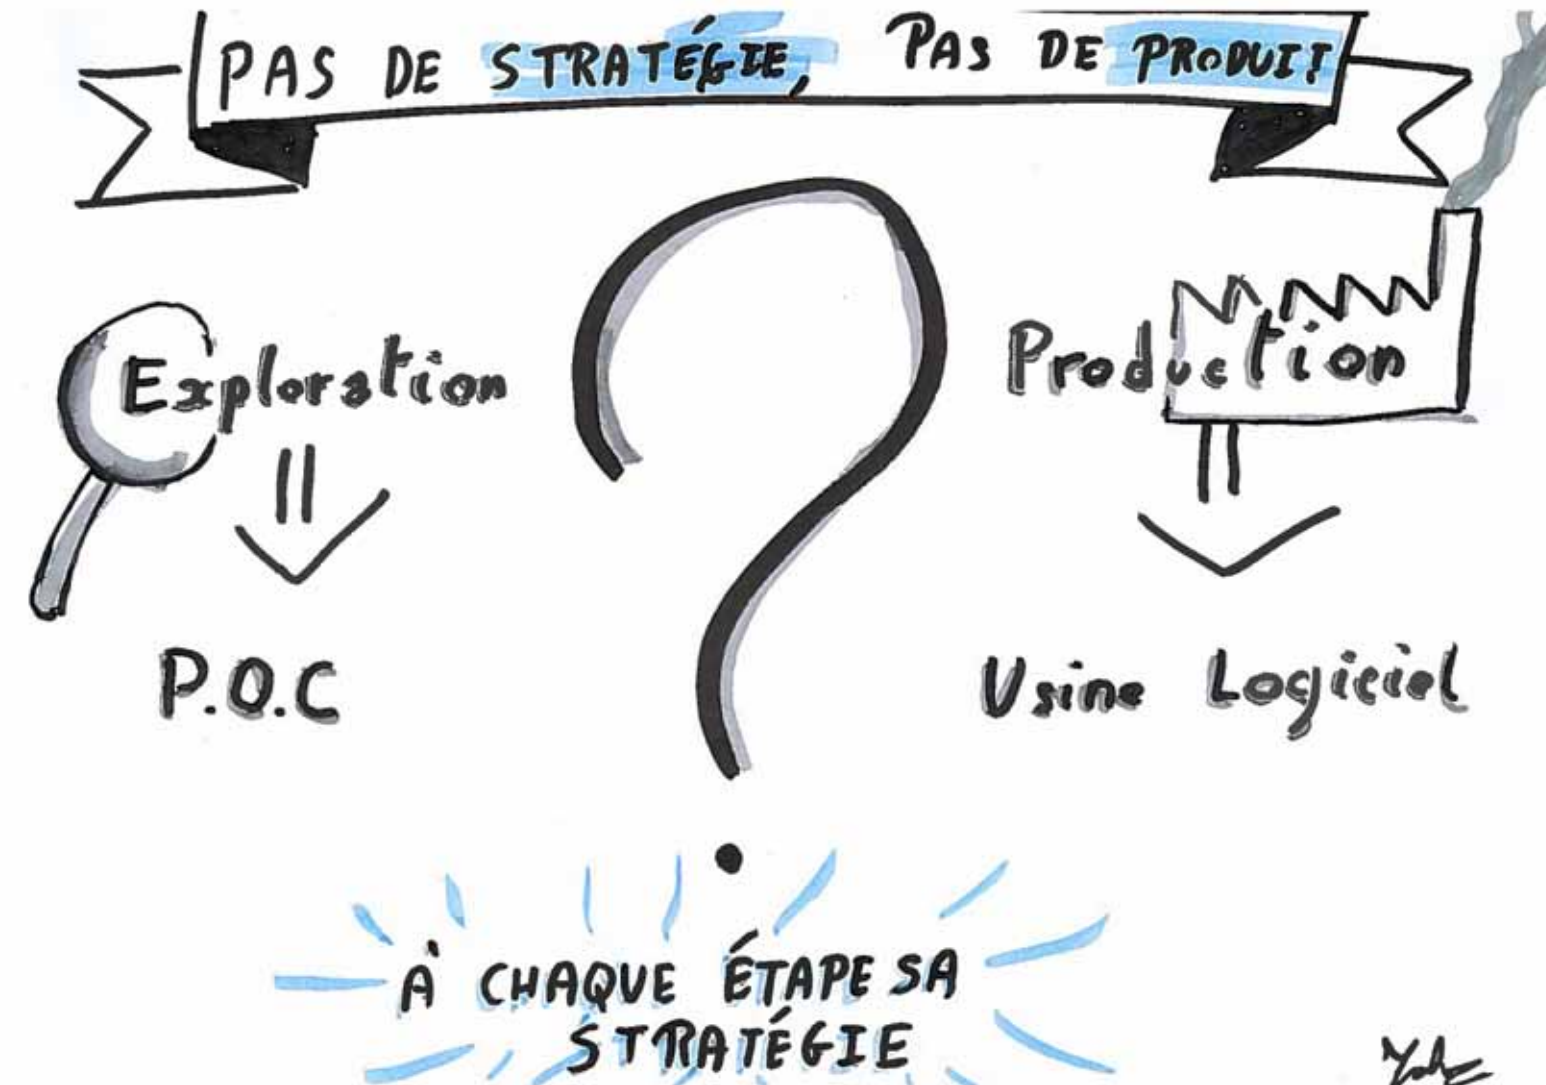 PAS DE STRATÉGIE, PAS DE PRODUIT
Exploration
Production
P.O.C
Usine Logiciel
À CHAQUE ÉTAPE SA
STRATÉGIE